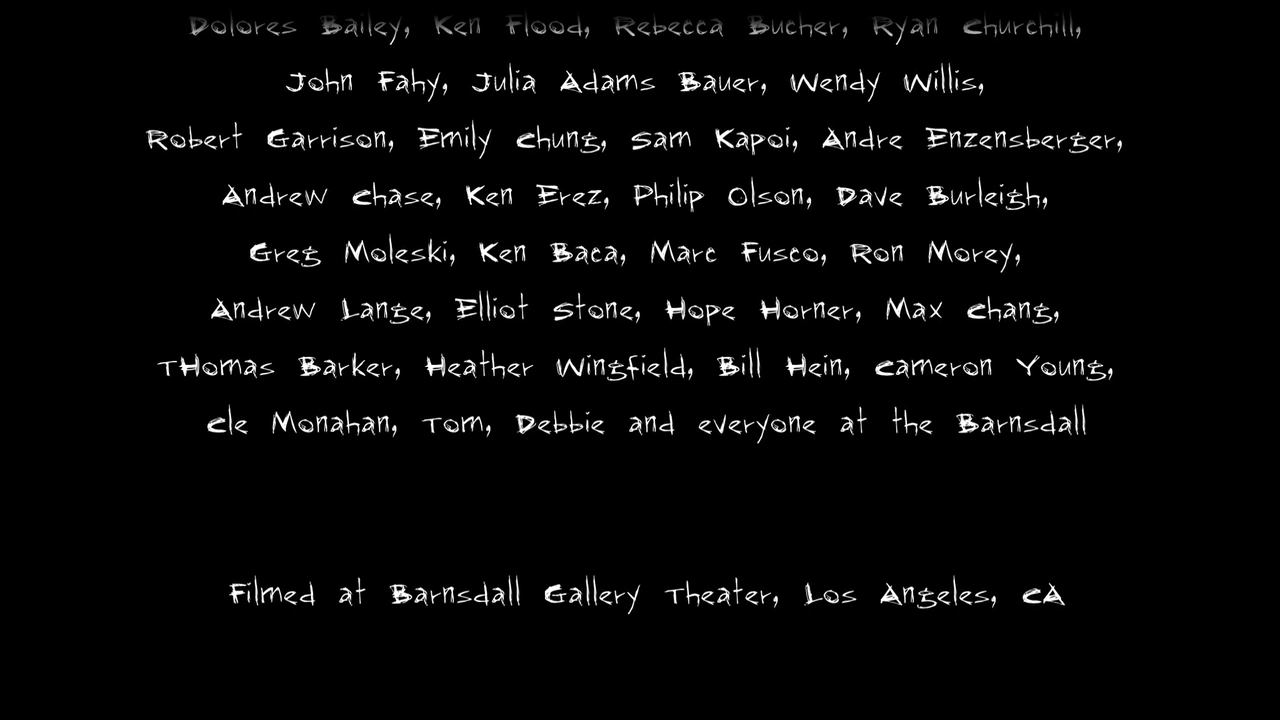 Dolores Bailey, Ken Flood, Rebecca Bucher, Ryan Churchill,
John Fahy, Julia Adams Bauer, Wendy Willis,
Robert Garrison, Emily Chung, Sam Kapoi, Andre Enzensberger,
Andrew Chase, Ken Erez, Philip Olson, Dave Burleigh,
Greg Moleski, Ken Baca, Marc Fusco, Ron Morey,
Andrew Lange, Elliot Stone, Hope Horner, Max Chang,
THomas Barker, Heather Wingfield, Bill Hein, Cameron Young,
Cle Monahan, Tom, Debbie and everyone at the Barnsdall
Filmed at Barnsdall Gallery Theater, Los Angeles, CA